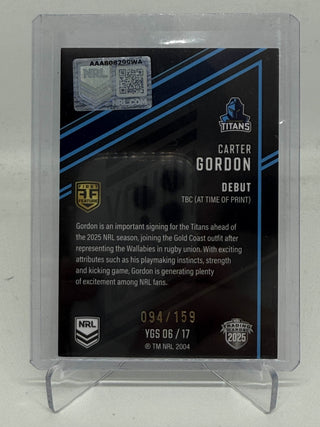 AAA808299WA
NRL
NRL.COM
TITANS
CARTER
GORDON
DEBUT
TBC (AT TIME OF PRINT)
FIRST
Gordon is an important signing for the Titans ahead of
the 2025 NRL season, joining the Gold Coast outfit after
representing the Wallabies in rugby union. With exciting
attributes such as his playmaking instincts, strength
and kicking game, Gordon is generating plenty
of excitement among NRL fans.
094/159
NRL
YGS 06 / 17
® TM NRL 2004
TRADING
2025